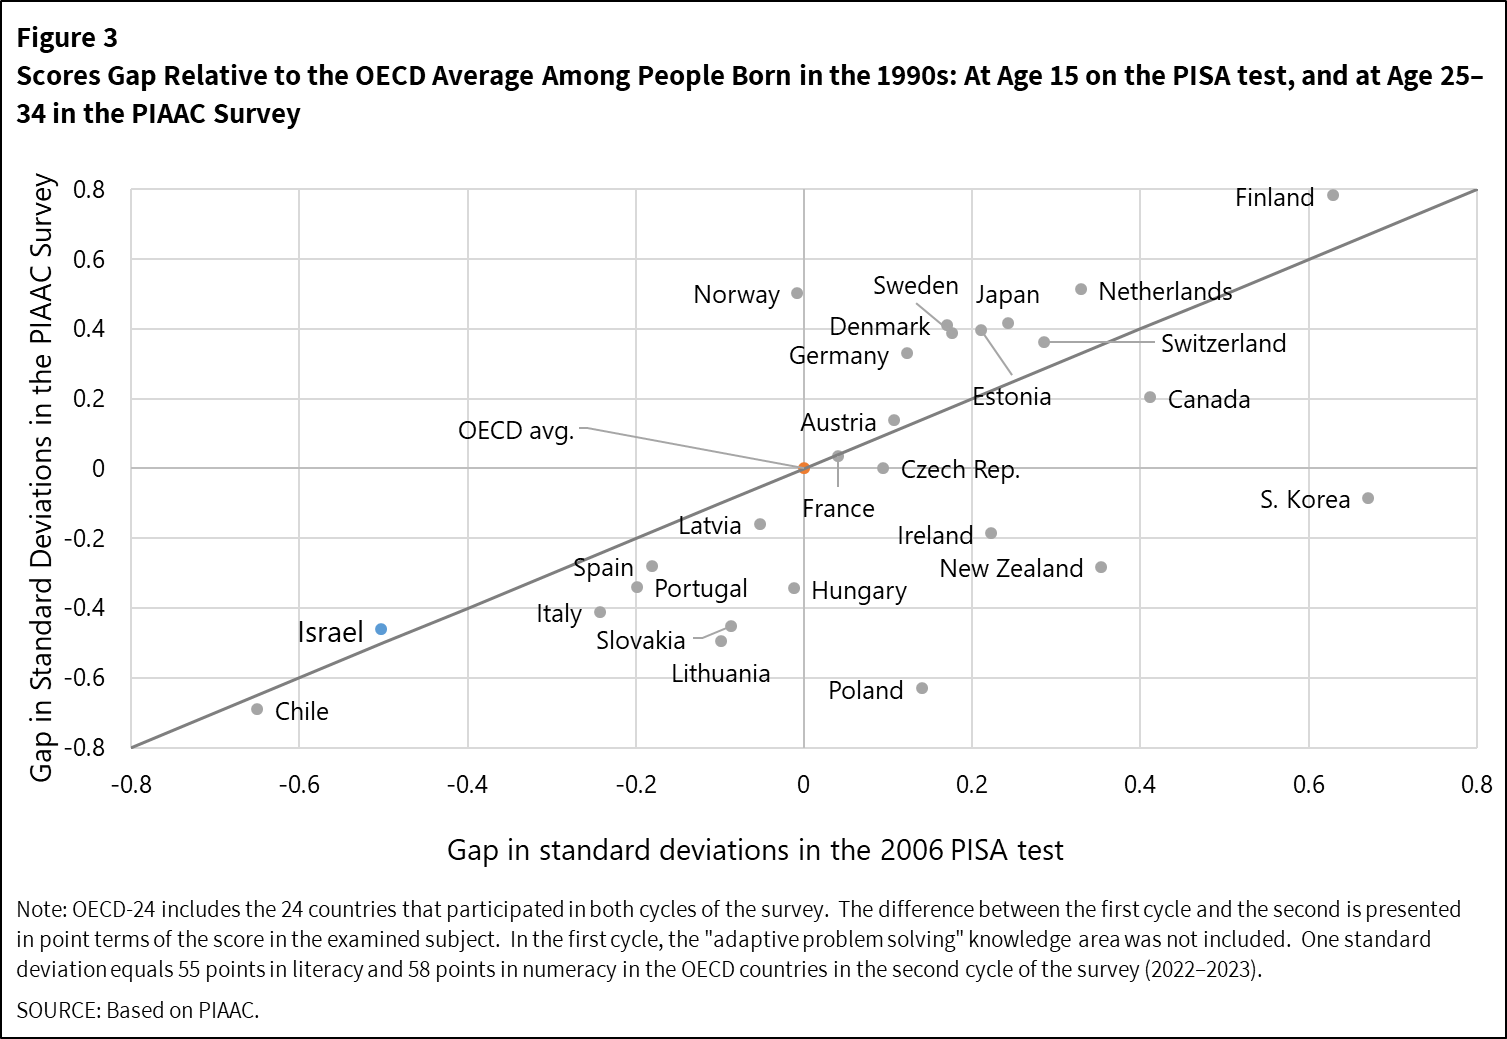 Figure 3
Scores Gap Relative to the OECD Average Among People Born in the 1990s: At Age 15 on the PISA test, and at Age 25–
34 in the PIAAC Survey
Gap in Standard Deviations in the PIAAC Survey
0.8
0.6
0.4
0.2
0
-0.2
-0.4
-0.6
-0.8
Finland
Sweden
Japan
Netherlands
Norway
Denmark
Switzerland
Germany
Estonia
Canada
Austria
OECD avg.
Czech Rep.
S. Korea
France
Latvia
Ireland
Spain
New Zealand
Portugal
Hungary
Italy
Israel
Slovakia
Lithuania
Poland
Chile
-0.8 -0.6 -0.4 -0.2 0 0.2 0.4 0.6 0.8
Gap in standard deviations in the 2006 PISA test
Note: OECD-24 includes the 24 countries that participated in both cycles of the survey. The difference between the first cycle and the second is presented
in point terms of the score in the examined subject. In the first cycle, the "adaptive problem solving" knowledge area was not included. One standard
deviation equals 55 points in literacy and 58 points in numeracy in the OECD countries in the second cycle of the survey (2022–2023).
SOURCE: Based on PIAAC.